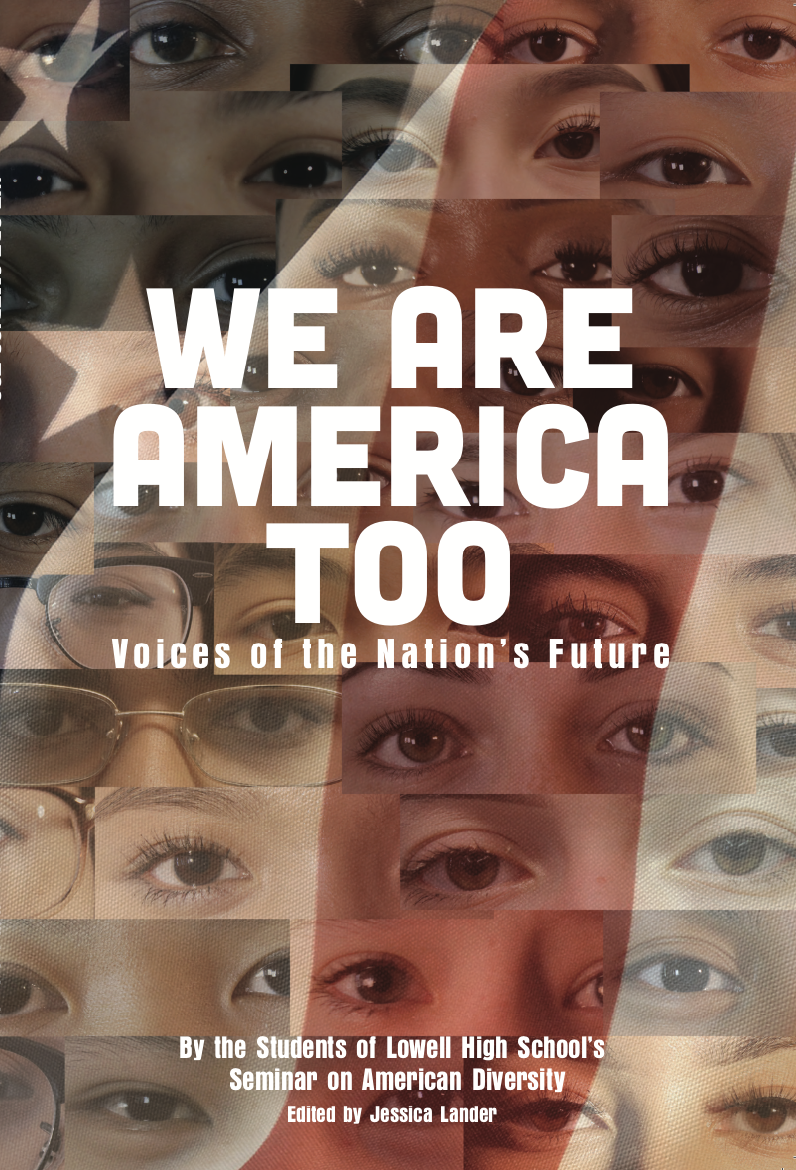 WE ARE
AMERICA
TOO
Voices of the Nation's Future
By the Students of Lowell High School's
Seminar on American Diversity
Edited by Jessica Lander